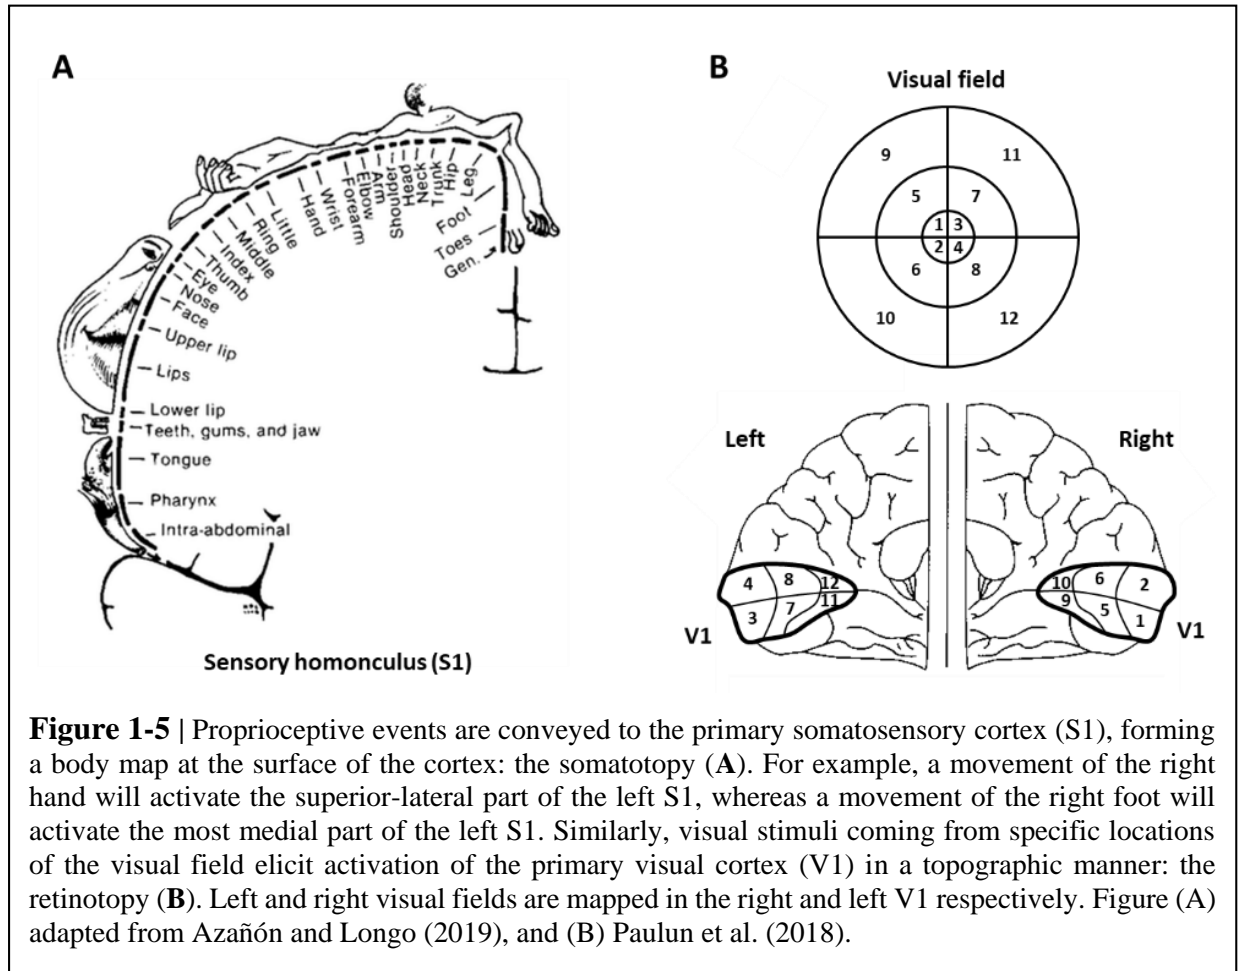 A
Gen.
Toes
Foot
Leg
Hip
Trunk
Neck
Head
Shoulder
Arm
Elbow
Forearm
Wrist
Hand
Little
Ring
Middle
Index
Thumb
Eye
Nose
Face
Upper lip
Lips
Lower lip
Teeth, gums, and jaw
Tongue
Pharynx
Intra-abdominal
Sensory homonculus (S1)
B
Visual field
9 11
5 7
1 3
2 4
6 8
10 12
Left Right
4 8 12 10 6 2
3 7 11 9 5 1
V1 V1
Figure 1-5 | Proprioceptive events are conveyed to the primary somatosensory cortex (S1), forming
a body map at the surface of the cortex: the somatotopy (A). For example, a movement of the right
hand will activate the superior-lateral part of the left S1, whereas a movement of the right foot will
activate the most medial part of the left S1. Similarly, visual stimuli coming from specific locations
of the visual field elicit activation of the primary visual cortex (V1) in a topographic manner: the
retinotopy (B). Left and right visual fields are mapped in the right and left V1 respectively. Figure (A)
adapted from Azañón and Longo (2019), and (B) Paulun et al. (2018).